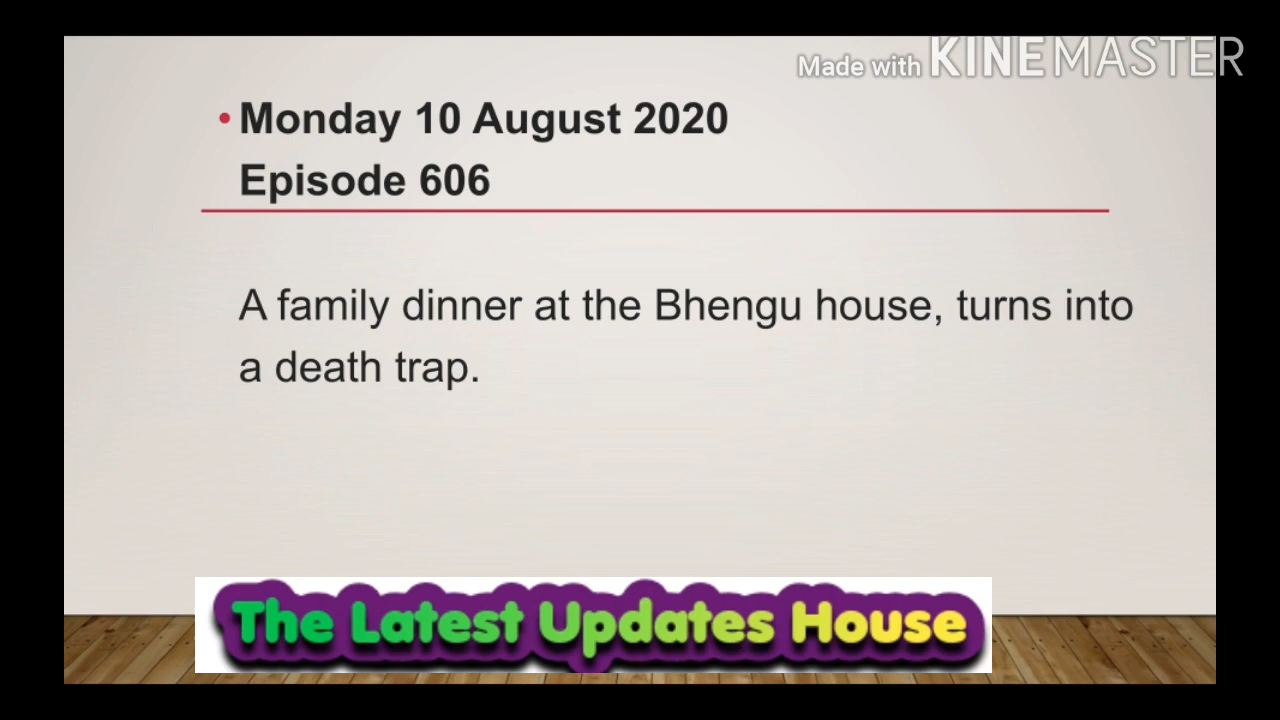 Made with KINEMASTER
• Monday 10 August 2020
Episode 606
A family dinner at the Bhengu house, turns into
a death trap.
The Latest Updates House